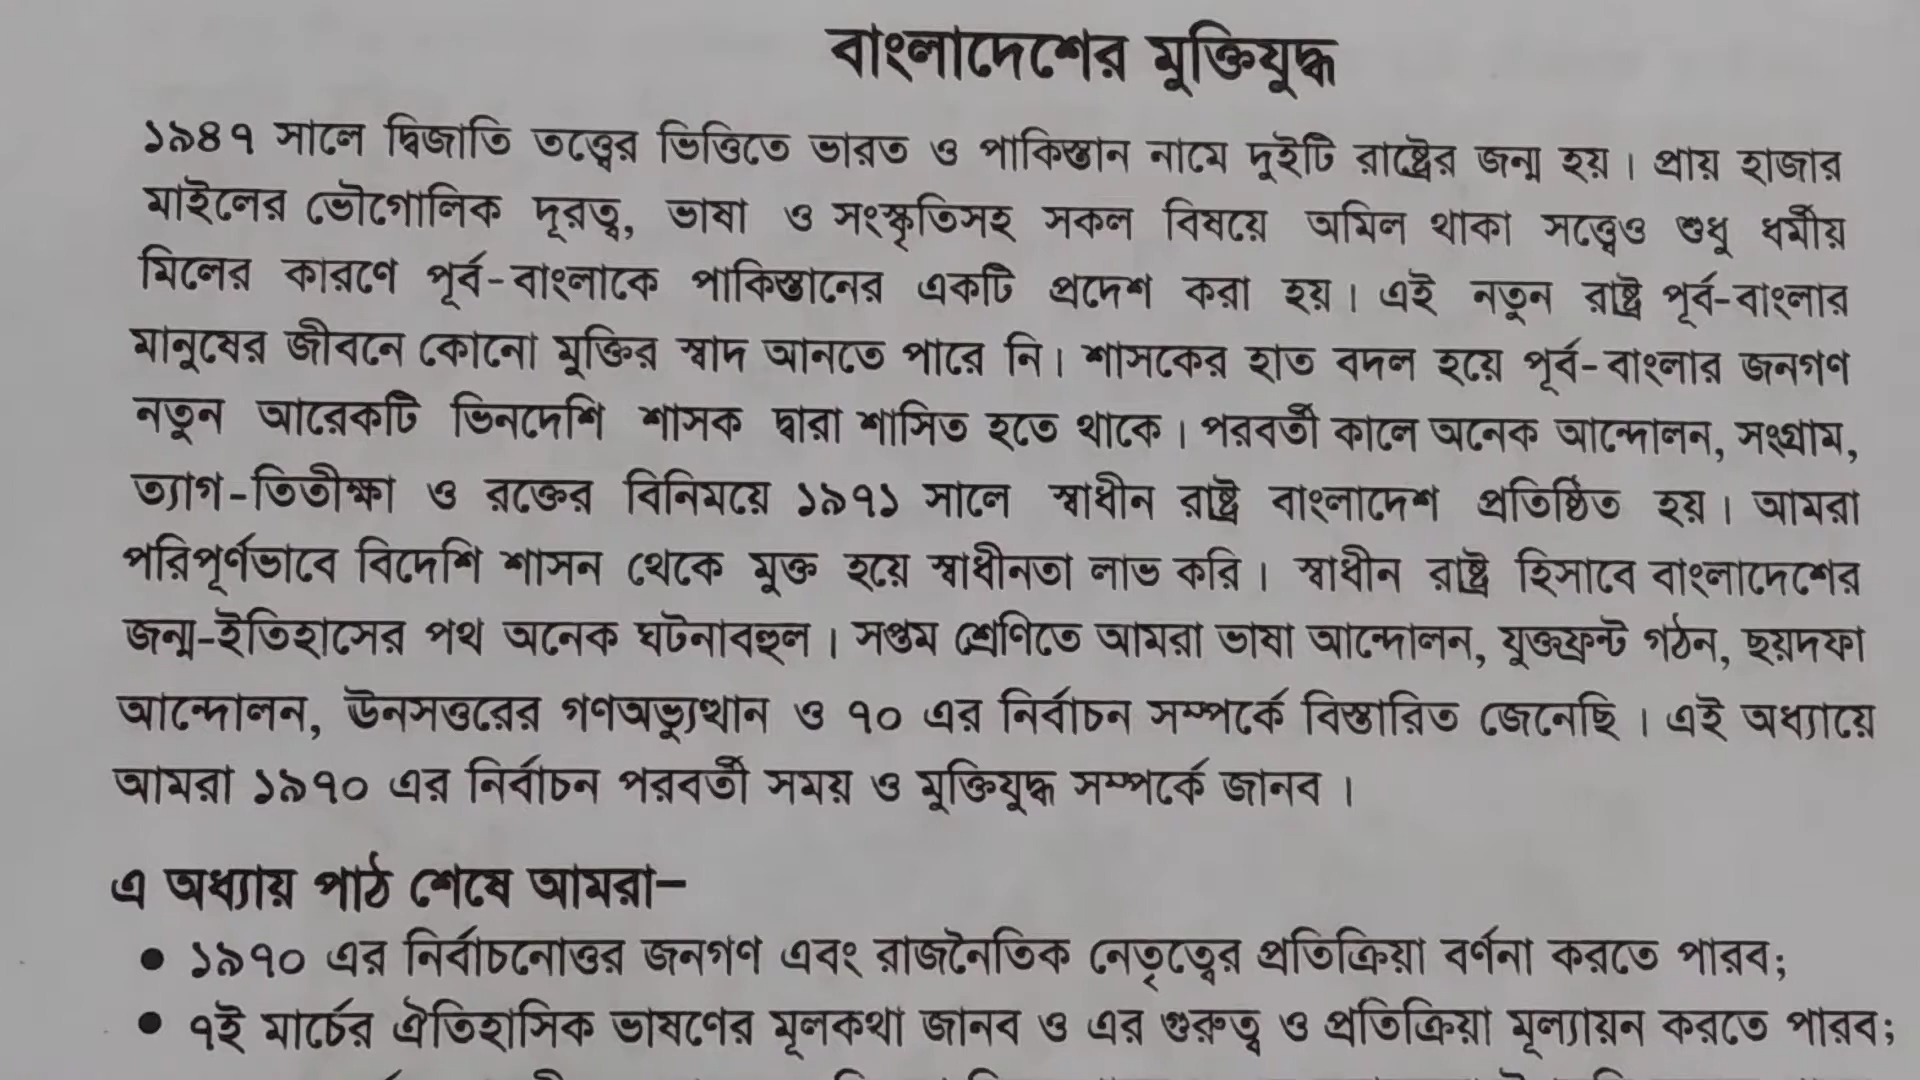 বাংলাদেশের মুক্তিযুদ্ধ
১৯৪৭ সালে দ্বিজাতি তত্ত্বের ভিত্তিতে ভারত ও পাকিস্তান নামে দুইটি রাষ্ট্রের জন্ম হয়। প্রায় হাজার
মাইলের ভৌগোলিক দূরত্ব, ভাষা ও সংস্কৃতিসহ সকল বিষয়ে অমিল থাকা সত্ত্বেও শুধু ধর্মীয়
মিলের কারণে পূর্ব-বাংলাকে পাকিস্তানের একটি প্রদেশ করা হয়। এই নতুন রাষ্ট্র পূর্ব-বাংলার
মানুষের জীবনে কোনো মুক্তির স্বাদ আনতে পারে নি। শাসকের হাত বদল হয়ে পূর্ব-বাংলার জনগণ
নতুন আরেকটি ভিনদেশি শাসক দ্বারা শাসিত হতে থাকে। পরবর্তী কালে অনেক আন্দোলন, সংগ্রাম,
ত্যাগ-তিতীক্ষা ও রক্তের বিনিময়ে ১৯৭১ সালে স্বাধীন রাষ্ট্র বাংলাদেশ প্রতিষ্ঠিত হয়। আমরা
পরিপূর্ণভাবে বিদেশি শাসন থেকে মুক্ত হয়ে স্বাধীনতা লাভ করি। স্বাধীন রাষ্ট্র হিসাবে বাংলাদেশের
জন্ম-ইতিহাসের পথ অনেক ঘটনাবহুল। সপ্তম শ্রেণিতে আমরা ভাষা আন্দোলন, যুক্তফ্রন্ট গঠন, ছয়দফা
আন্দোলন, ঊনসত্তরের গণঅভ্যুত্থান ও ৭০ এর নির্বাচন সম্পর্কে বিস্তারিত জেনেছি। এই অধ্যায়ে
আমরা ১৯৭০ এর নির্বাচন পরবর্তী সময় ও মুক্তিযুদ্ধ সম্পর্কে জানব।
এ অধ্যায় পাঠ শেষে আমরা–
● ১৯৭০ এর নির্বাচনোত্তর জনগণ এবং রাজনৈতিক নেতৃত্বের প্রতিক্রিয়া বর্ণনা করতে পারব;
● ৭ই মার্চের ঐতিহাসিক ভাষণের মূলকথা জানব ও এর গুরুত্ব ও প্রতিক্রিয়া মূল্যায়ন করতে পারব;